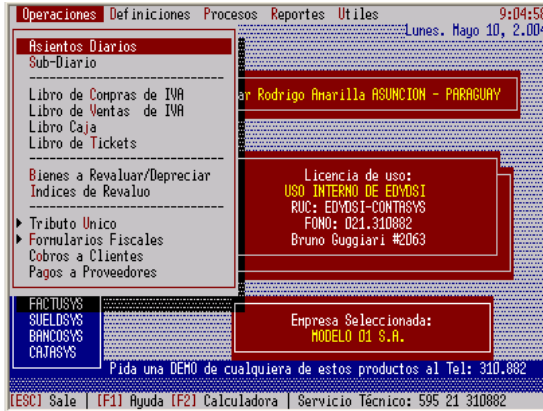 Operaciones Definiciones Procesos Reportes Utiles 9:04:58
Lunes. Mayo 10, 2.004
Asientos Diarios
Sub-Diario
Libro de Compras de IVA
Libro de Ventas de IVA
Libro Caja
Libro de Tickets
Bienes a Revaluar/Depreciar
Indices de Revaluo
Tributo Unico
Formularios Fiscales
Cobros a Clientes
Pagos a Proveedores
ar Rodrigo Amarilla ASUNCION - PARAGUAY
Licencia de uso:
USO INTERNO DE EDYDSI
RUC: EDYDSI-CONTASYS
FONO: 021.310882
Bruno Guggiari #2063
FACTUSYS
SUELDSYS
BANCOSYS
CAJASYS
Empresa Seleccionada:
MODELO 01 S.A.
Pida una DEMO de cualquiera de estos productos al Tel: 310.882
[ESC] Sale | [F1] Ayuda [F2] Calculadora | Servicio Técnico: 595 21 310882